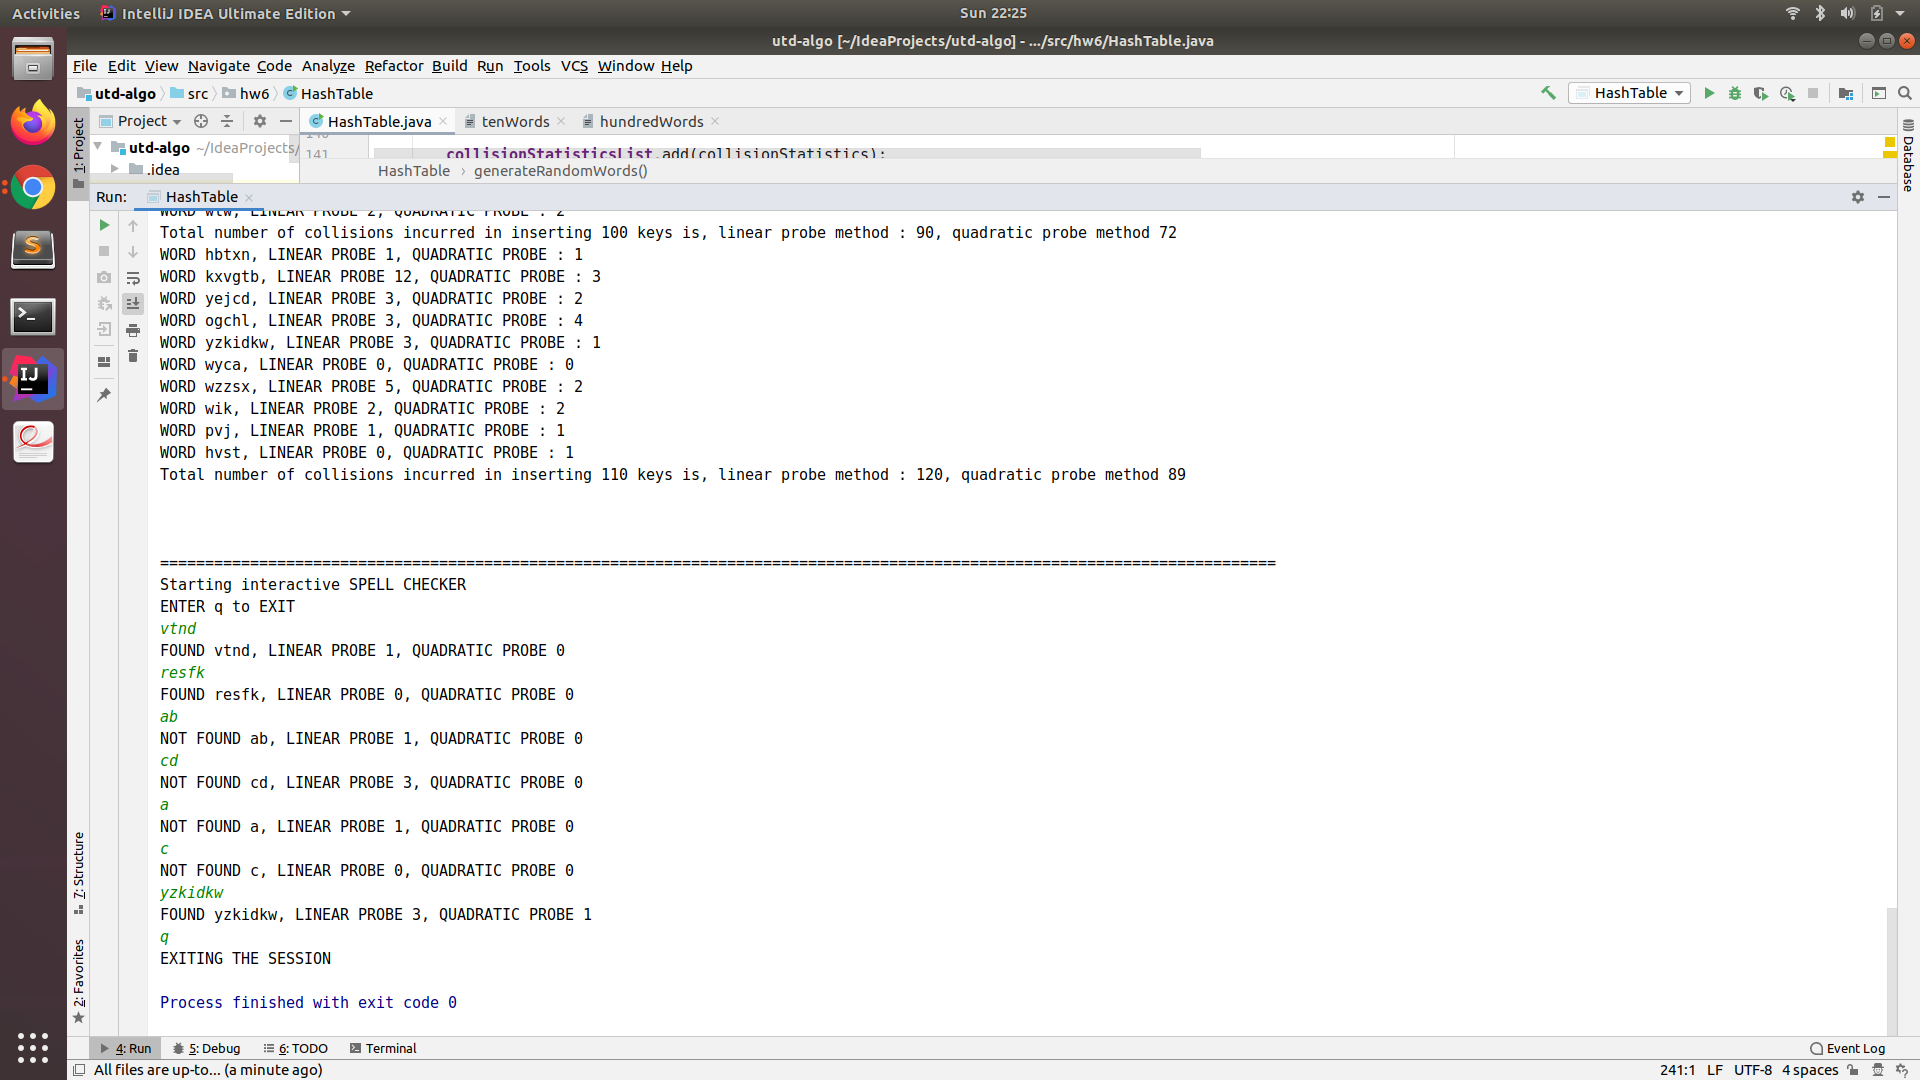 Activities IntelliJ IDEA Ultimate Edition Sun 22:25
utd-algo [~/IdeaProjects/utd-algo] - .../src/hw6/HashTable.java
File Edit View Navigate Code Analyze Refactor Build Run Tools VCS Window Help
utd-algo src hw6 HashTable HashTable
Project HashTable.java tenWords hundredWords
utd-algo ~/IdeaProjects/
141 collisionStatisticsList.add(collisionStatistics);
.idea
HashTable › generateRandomWords()
1: Project
Database
Run: HashTable
WORD wtw, LINEAR PROBE 2, QUADRATIC PROBE : 2
Total number of collisions incurred in inserting 100 keys is, linear probe method : 90, quadratic probe method 72
WORD hbtxn, LINEAR PROBE 1, QUADRATIC PROBE : 1
WORD kxvgtb, LINEAR PROBE 12, QUADRATIC PROBE : 3
WORD yejcd, LINEAR PROBE 3, QUADRATIC PROBE : 2
WORD ogchl, LINEAR PROBE 3, QUADRATIC PROBE : 4
WORD yzkidkw, LINEAR PROBE 3, QUADRATIC PROBE : 1
WORD wyca, LINEAR PROBE 0, QUADRATIC PROBE : 0
WORD wzzsx, LINEAR PROBE 5, QUADRATIC PROBE : 2
WORD wik, LINEAR PROBE 2, QUADRATIC PROBE : 2
WORD pvj, LINEAR PROBE 1, QUADRATIC PROBE : 1
WORD hvst, LINEAR PROBE 0, QUADRATIC PROBE : 1
Total number of collisions incurred in inserting 110 keys is, linear probe method : 120, quadratic probe method 89
============================================================================================================================
Starting interactive SPELL CHECKER
ENTER q to EXIT
vtnd
FOUND vtnd, LINEAR PROBE 1, QUADRATIC PROBE 0
resfk
FOUND resfk, LINEAR PROBE 0, QUADRATIC PROBE 0
ab
NOT FOUND ab, LINEAR PROBE 1, QUADRATIC PROBE 0
cd
NOT FOUND cd, LINEAR PROBE 3, QUADRATIC PROBE 0
a
NOT FOUND a, LINEAR PROBE 1, QUADRATIC PROBE 0
c
NOT FOUND c, LINEAR PROBE 0, QUADRATIC PROBE 0
yzkidkw
FOUND yzkidkw, LINEAR PROBE 3, QUADRATIC PROBE 1
q
EXITING THE SESSION
Process finished with exit code 0
7: Structure
2: Favorites
4: Run 5: Debug 6: TODO Terminal Event Log
All files are up-to... (a minute ago) 241:1 LF UTF-8 4 spaces